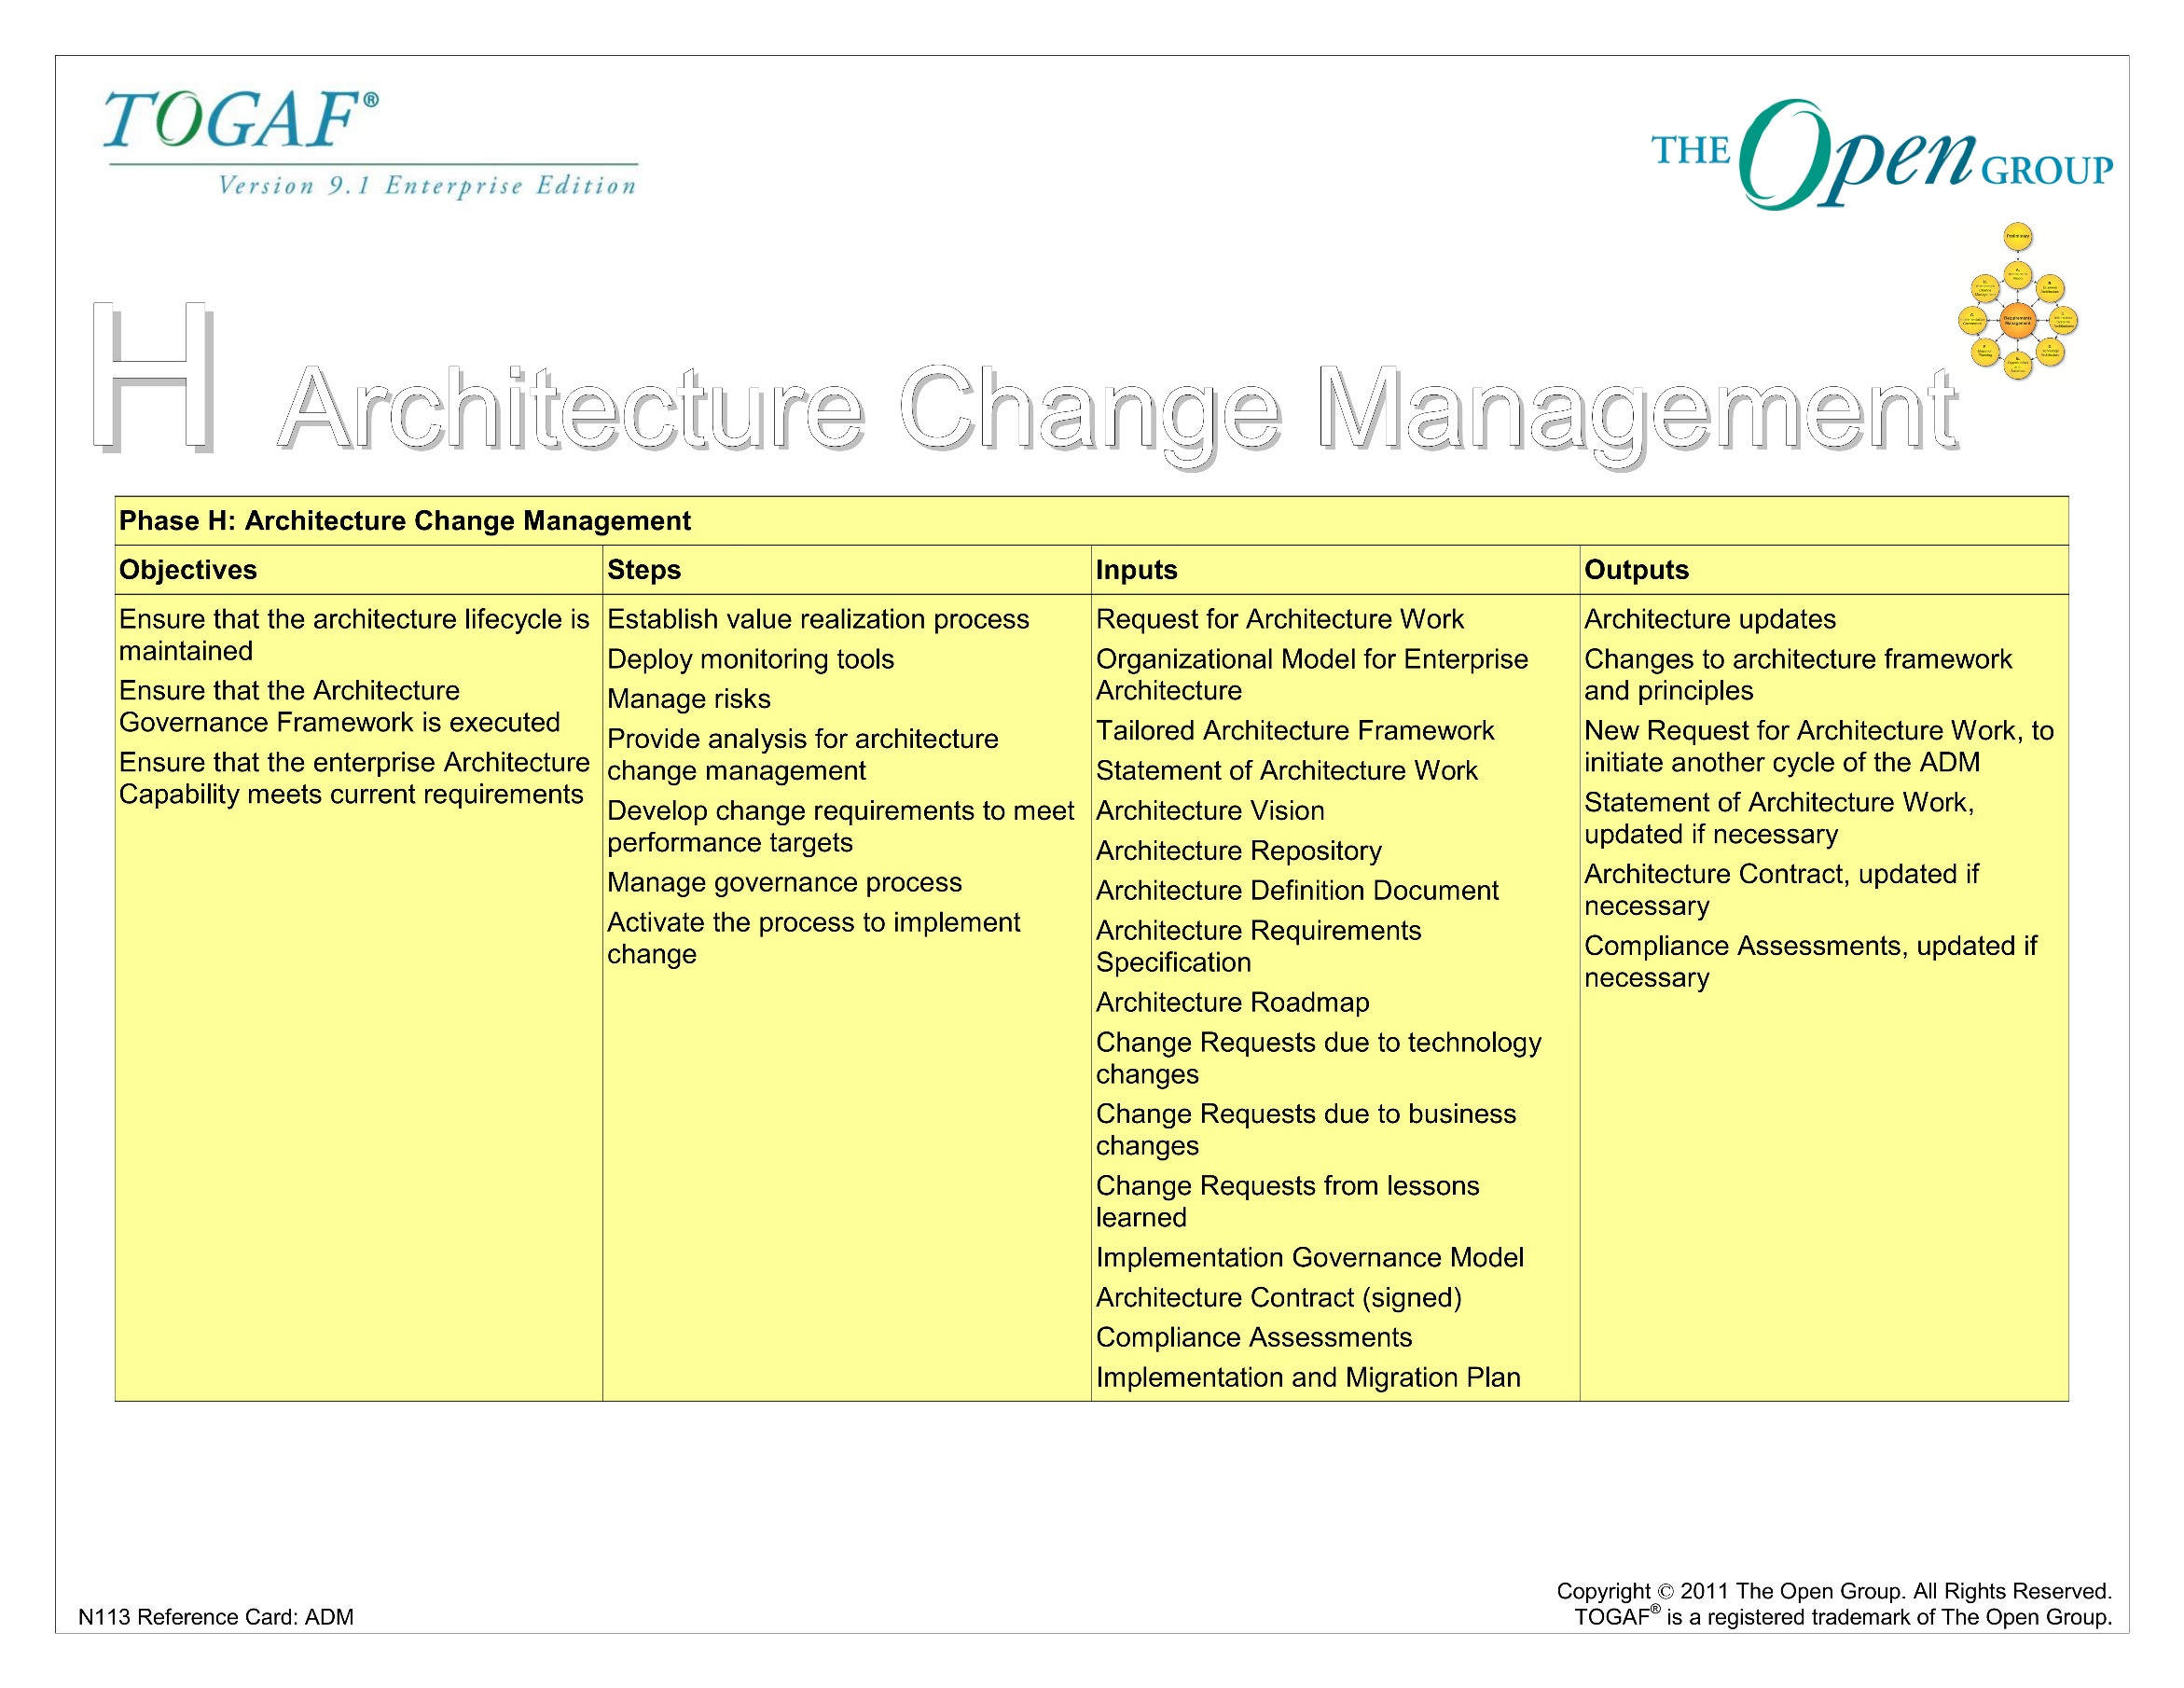 TOGAF®
Version 9.1 Enterprise Edition
THE Open GROUP
Preliminary
Requirements
Management
H Architecture Change Management
Phase H: Architecture Change Management
Objectives
Ensure that the architecture lifecycle is
maintained
Ensure that the Architecture
Governance Framework is executed
Ensure that the enterprise Architecture
Capability meets current requirements
Steps
Establish value realization process
Deploy monitoring tools
Manage risks
Provide analysis for architecture
change management
Develop change requirements to meet
performance targets
Manage governance process
Activate the process to implement
change
Inputs
Request for Architecture Work
Organizational Model for Enterprise
Architecture
Tailored Architecture Framework
Statement of Architecture Work
Architecture Vision
Architecture Repository
Architecture Definition Document
Architecture Requirements
Specification
Architecture Roadmap
Change Requests due to technology
changes
Change Requests due to business
changes
Change Requests from lessons
learned
Implementation Governance Model
Architecture Contract (signed)
Compliance Assessments
Implementation and Migration Plan
Outputs
Architecture updates
Changes to architecture framework
and principles
New Request for Architecture Work, to
initiate another cycle of the ADM
Statement of Architecture Work,
updated if necessary
Architecture Contract, updated if
necessary
Compliance Assessments, updated if
necessary
N113 Reference Card: ADM
Copyright © 2011 The Open Group. All Rights Reserved.
TOGAF® is a registered trademark of The Open Group.